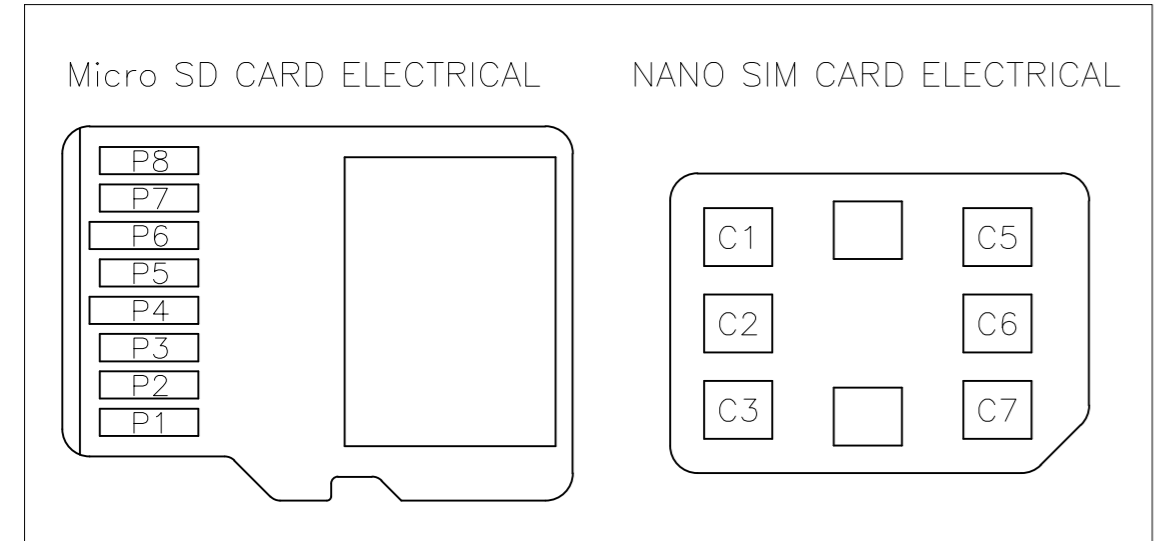 Micro SD CARD ELECTRICAL
P8
P7
P6
P5
P4
P3
P2
P1
NANO SIM CARD ELECTRICAL
C1 C5
C2 C6
C3 C7